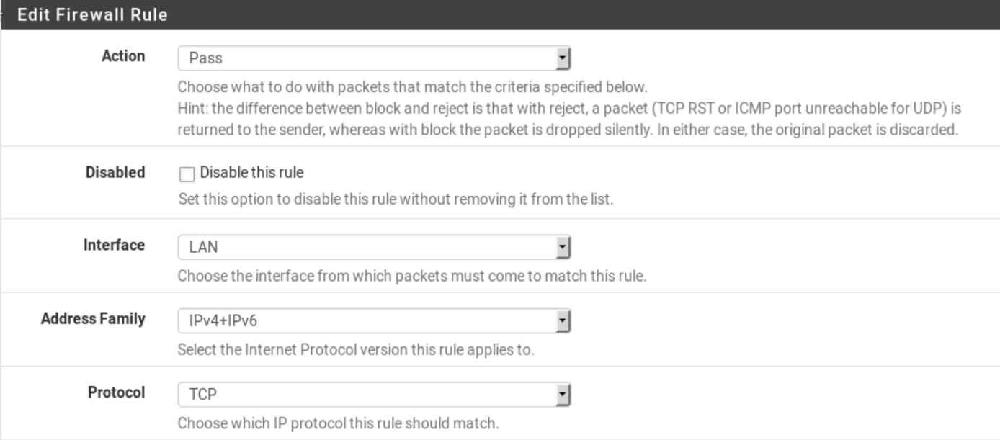 Edit Firewall Rule
Action
Pass
Choose what to do with packets that match the criteria specified below.
Hint: the difference between block and reject is that with reject, a packet (TCP RST or ICMP port unreachable for UDP) is
returned to the sender, whereas with block the packet is dropped silently. In either case, the original packet is discarded.
Disabled
Disable this rule
Set this option to disable this rule without removing it from the list.
Interface
LAN
Choose the interface from which packets must come to match this rule.
Address Family
IPv4+IPv6
Select the Internet Protocol version this rule applies to.
Protocol
TCP
Choose which IP protocol this rule should match.